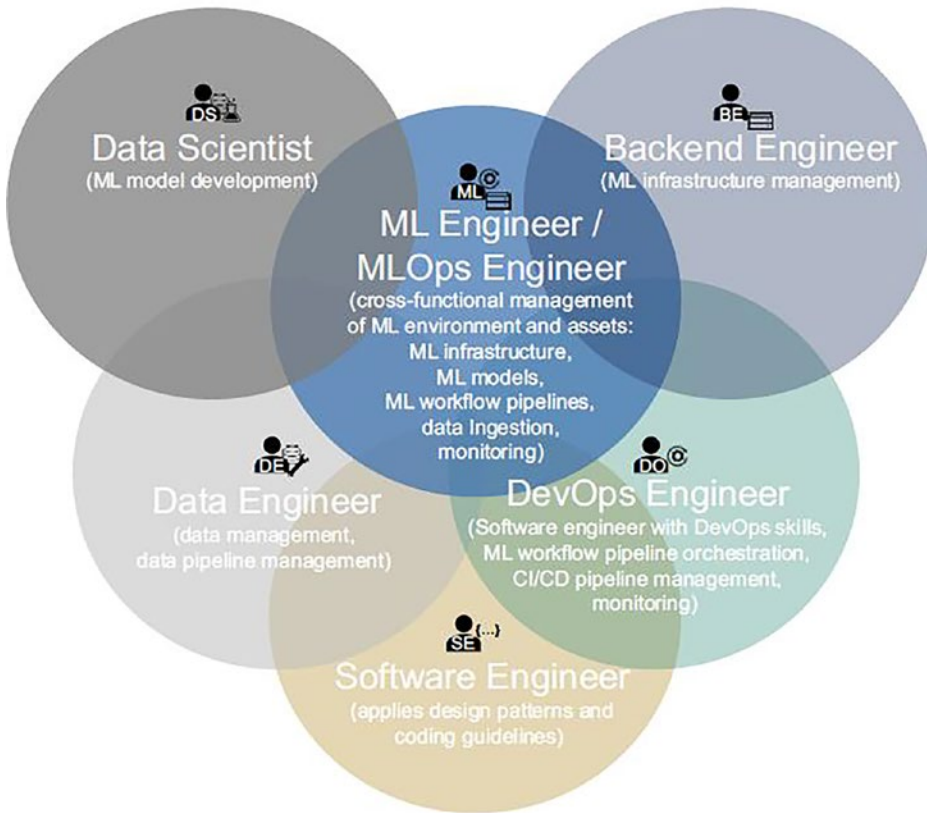 DS
Data Scientist
(ML model development)
BE
Backend Engineer
(ML infrastructure management)
ML
ML Engineer /
MLOps Engineer
(cross-functional management
of ML environment and assets:
ML infrastructure,
ML models,
ML workflow pipelines,
data Ingestion,
monitoring)
DE
Data Engineer
(data management,
data pipeline management)
DO
DevOps Engineer
(Software engineer with DevOps skills,
ML workflow pipeline orchestration,
CI/CD pipeline management,
monitoring)
SE {...}
Software Engineer
(applies design patterns and
coding guidelines)